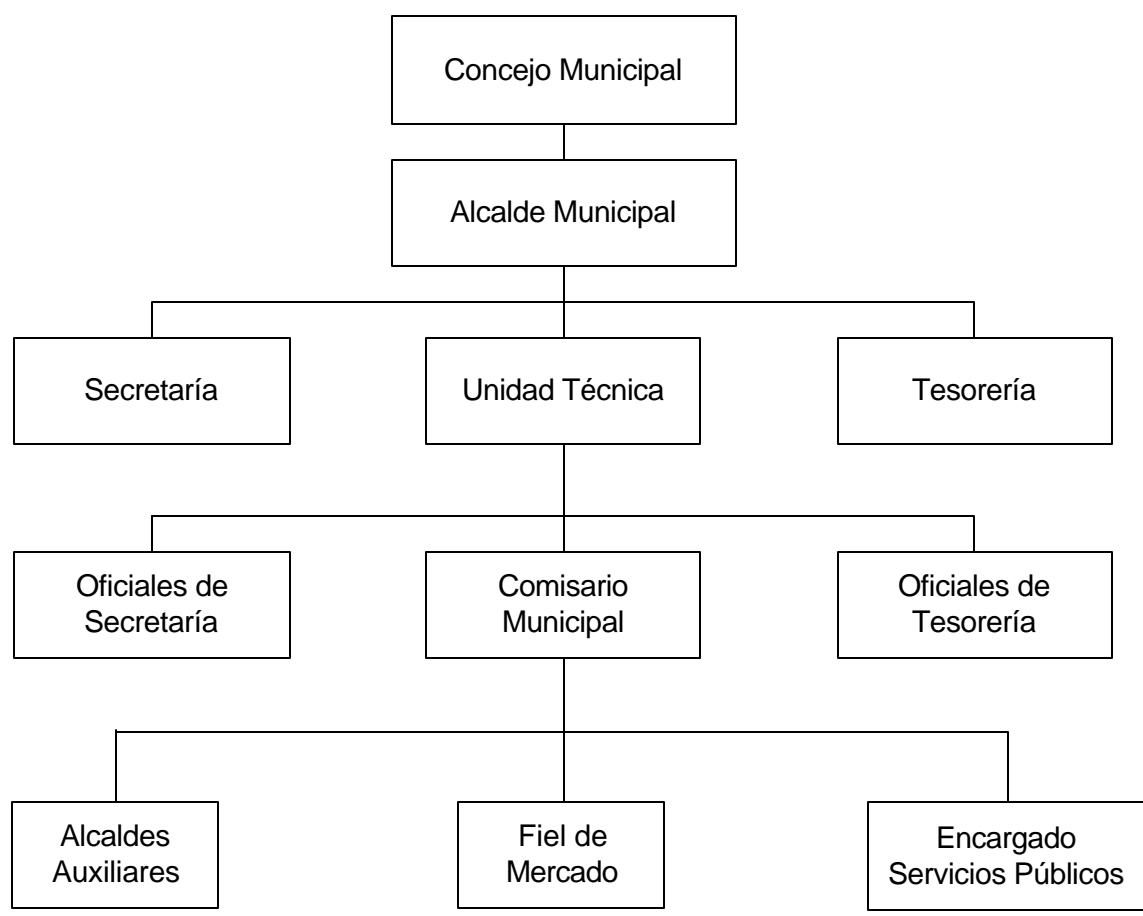 Concejo Municipal
Alcalde Municipal
Secretaría
Unidad Técnica
Tesorería
Oficiales de
Secretaría
Comisario
Municipal
Oficiales de
Tesorería
Alcaldes
Auxiliares
Fiel de
Mercado
Encargado
Servicios Públicos